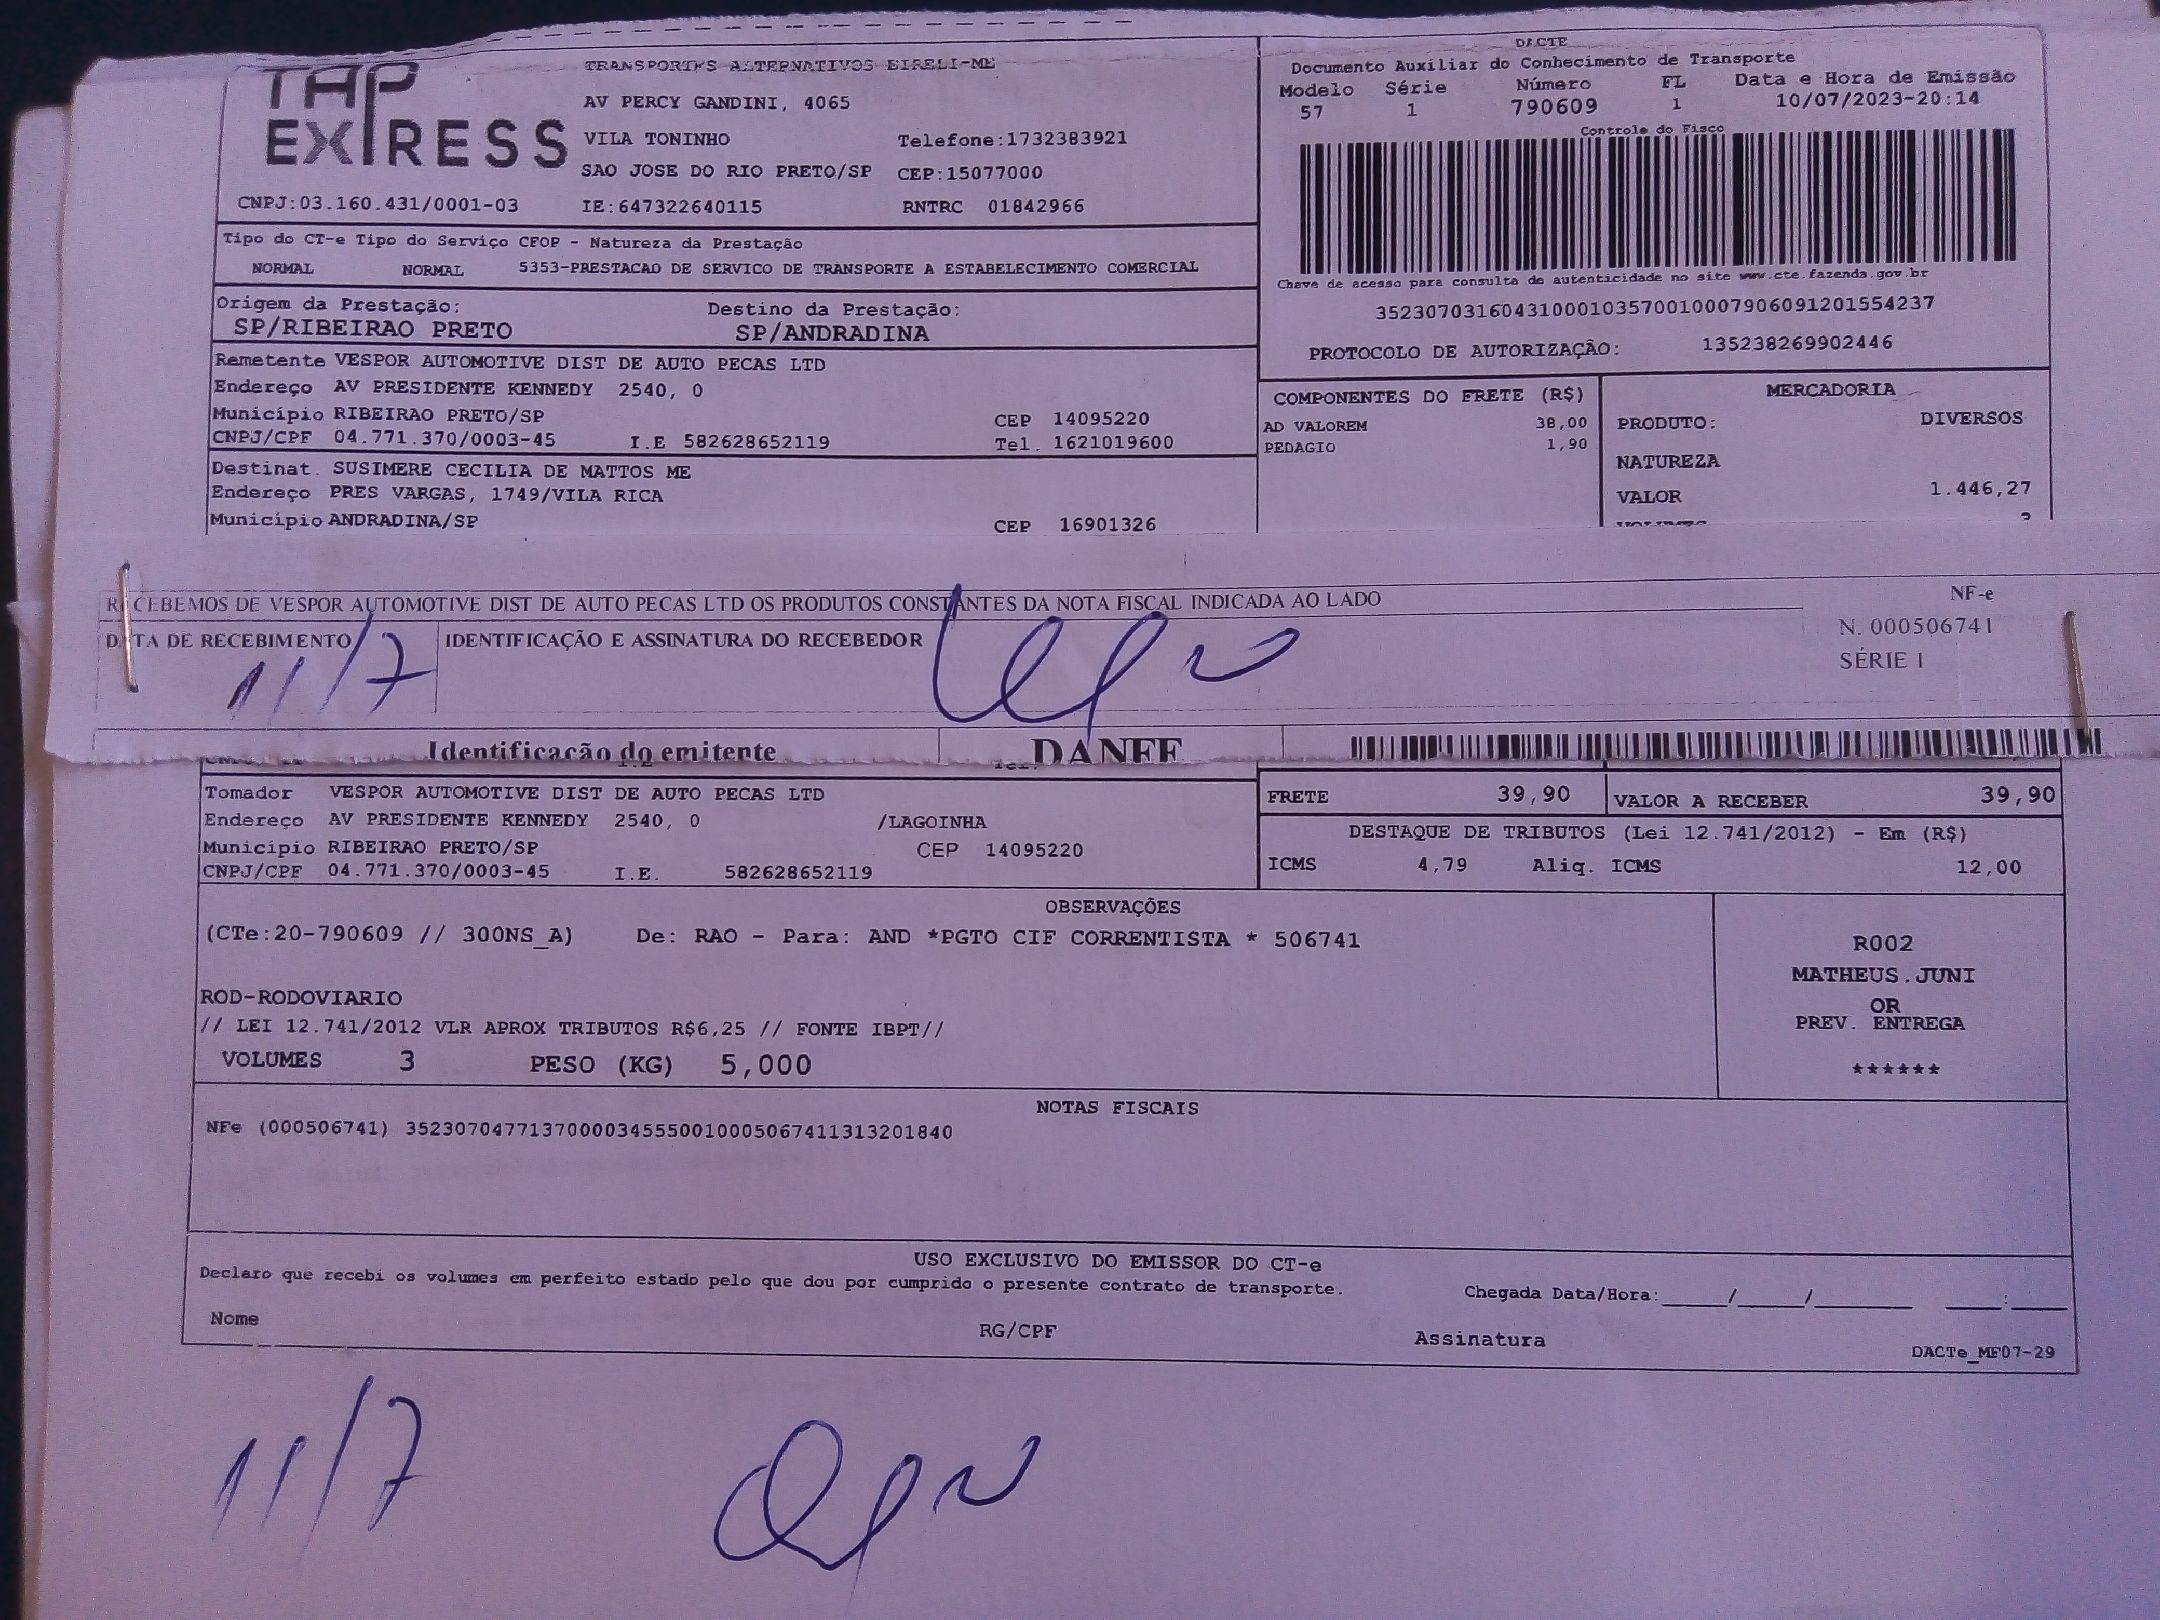 TAP
EXPRESS
TRANSPORTES ALTERNATIVOS EIRELI-ME
AV PERCY GANDINI, 4065
VILA TONINHO Telefone:1732383921
SAO JOSE DO RIO PRETO/SP CEP:15077000
CNPJ:03.160.431/0001-03 IE:647322640115 RNTRC 01842966
DACTE
Documento Auxiliar do Conhecimento de Transporte
Modelo Série Número FL Data e Hora de Emissão
57 1 790609 1 10/07/2023-20:14
Controle do Fisco
Chave de acesso para consulta de autenticidade no site www.cte.fazenda.gov.br
35230703160431000103570010007906091201554237
PROTOCOLO DE AUTORIZAÇÃO: 135238269902446
Tipo do CT-e Tipo do Serviço CFOP - Natureza da Prestação
NORMAL NORMAL 5353-PRESTACAO DE SERVICO DE TRANSPORTE A ESTABELECIMENTO COMERCIAL
Origem da Prestação: Destino da Prestação:
SP/RIBEIRAO PRETO SP/ANDRADINA
Remetente VESPOR AUTOMOTIVE DIST DE AUTO PECAS LTD
Endereço AV PRESIDENTE KENNEDY 2540, 0
Município RIBEIRAO PRETO/SP CEP 14095220
CNPJ/CPF 04.771.370/0003-45 I.E 582628652119 Tel. 1621019600
Destinat. SUSIMERE CECILIA DE MATTOS ME
Endereço PRES VARGAS, 1749/VILA RICA
Município ANDRADINA/SP CEP 16901326
COMPONENTES DO FRETE (R$)
AD VALOREM 38,00
PEDAGIO 1,90
MERCADORIA
PRODUTO: DIVERSOS
NATUREZA
VALOR 1.446,27
RECEBEMOS DE VESPOR AUTOMOTIVE DIST DE AUTO PECAS LTD OS PRODUTOS CONSTANTES DA NOTA FISCAL INDICADA AO LADO
DATA DE RECEBIMENTO IDENTIFICAÇÃO E ASSINATURA DO RECEBEDOR
11/7
NF-e
N. 000506741
SÉRIE 1
Identificação do emitente DANFE
Tomador VESPOR AUTOMOTIVE DIST DE AUTO PECAS LTD
Endereço AV PRESIDENTE KENNEDY 2540, 0 /LAGOINHA
Município RIBEIRAO PRETO/SP CEP 14095220
CNPJ/CPF 04.771.370/0003-45 I.E. 582628652119
FRETE 39,90 VALOR A RECEBER 39,90
DESTAQUE DE TRIBUTOS (Lei 12.741/2012) - Em (R$)
ICMS 4,79 Aliq. ICMS 12,00
OBSERVAÇÕES
(CTe:20-790609 // 300NS_A) De: RAO - Para: AND *PGTO CIF CORRENTISTA * 506741
ROD-RODOVIARIO
// LEI 12.741/2012 VLR APROX TRIBUTOS R$6,25 // FONTE IBPT//
VOLUMES 3 PESO (KG) 5,000
R002
MATHEUS.JUNI
OR
PREV. ENTREGA
******
NOTAS FISCAIS
NFe (000506741) 35230704771370000345550010005067411313201840
USO EXCLUSIVO DO EMISSOR DO CT-e
Declaro que recebi os volumes em perfeito estado pelo que dou por cumprido o presente contrato de transporte.
Chegada Data/Hora:____/____/________ ____:____
Nome RG/CPF Assinatura
DACTe_MF07-29
11/7